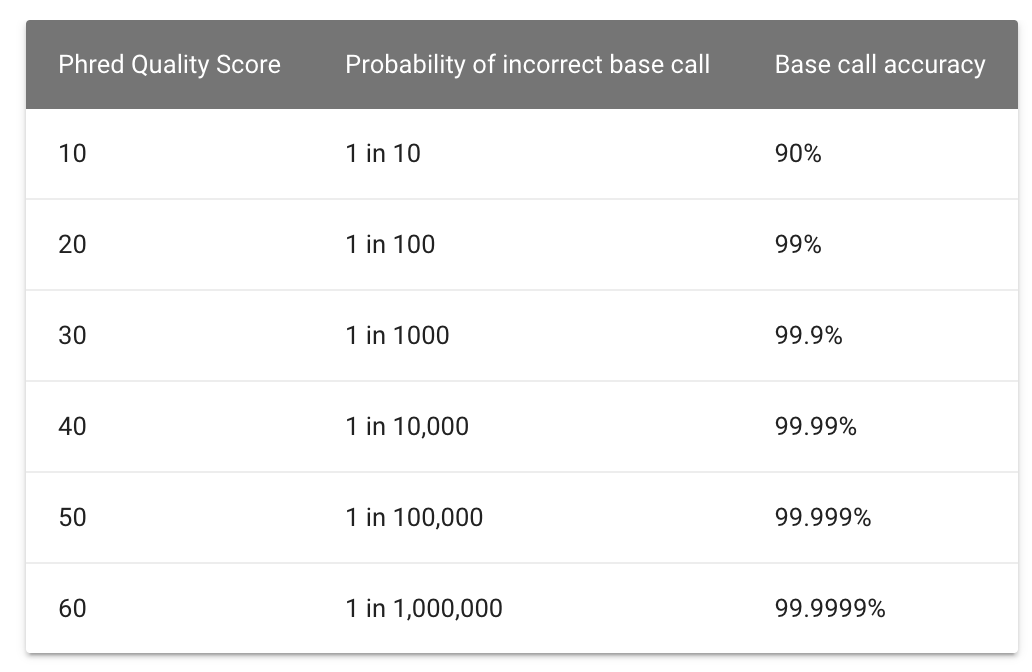 Phred Quality Score Probability of incorrect base call Base call accuracy
10 1 in 10 90%
20 1 in 100 99%
30 1 in 1000 99.9%
40 1 in 10,000 99.99%
50 1 in 100,000 99.999%
60 1 in 1,000,000 99.9999%